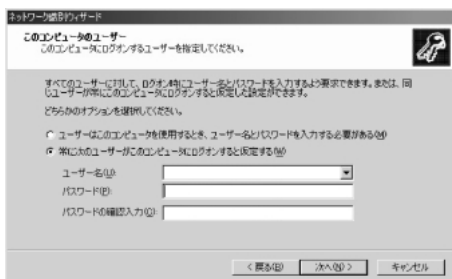 ネットワーク識別ウィザード
このコンピュータのユーザー
このコンピュータにログオンするユーザーを指定してください。
すべてのユーザーに対して、ログオン時にユーザー名とパスワードを入力するよう要求できます。または、同
じユーザーが常にこのコンピュータにログオンすると仮定した設定ができます。
どちらかのオプションを選択してください。
ユーザーはこのコンピュータを使用するとき、ユーザー名とパスワードを入力する必要がある(M)
常に次のユーザーがこのコンピュータにログオンすると仮定する(W)
ユーザー名(U):
パスワード(P):
パスワードの確認入力(C):
< 戻る(B)
次へ(N) >
キャンセル